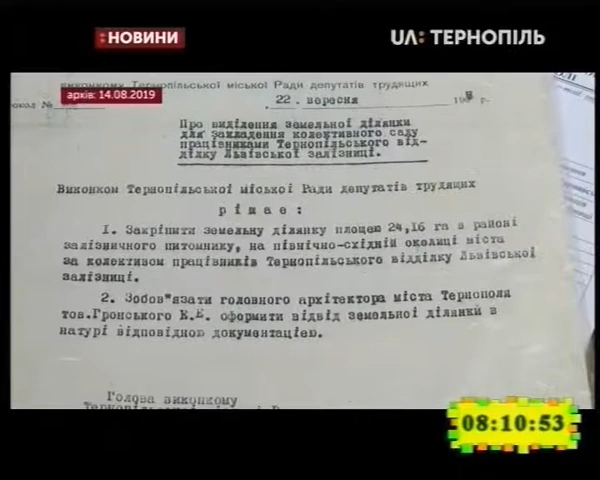 :НОВИНИ
UA: ТЕРНОПІЛЬ
виконкому Тернопільської міської Ради депутатів трудящих
архів: 14.08.2019
22. вересня р.
Про виділення земельної ділянки
для закладення колективного саду
працівниками Тернопільського від-
ділку Львівської залізниці.
Виконком Тернопільської міської Ради депутатів трудящих
р і ш а є :
1. Закріпити земельну ділянку площею 24,16 га в районі
залізничного питомнику, на північно-східній околиці міста
за колективом працівників Тернопільського відділку Львівської
залізниці.
2. Зобов"язати головного архітектора міста Тернополя
тов.Гронського Е.Е. оформити відвід земельної ділянки в
натурі відповідною документацією.
Голова виконкому
08:10:53